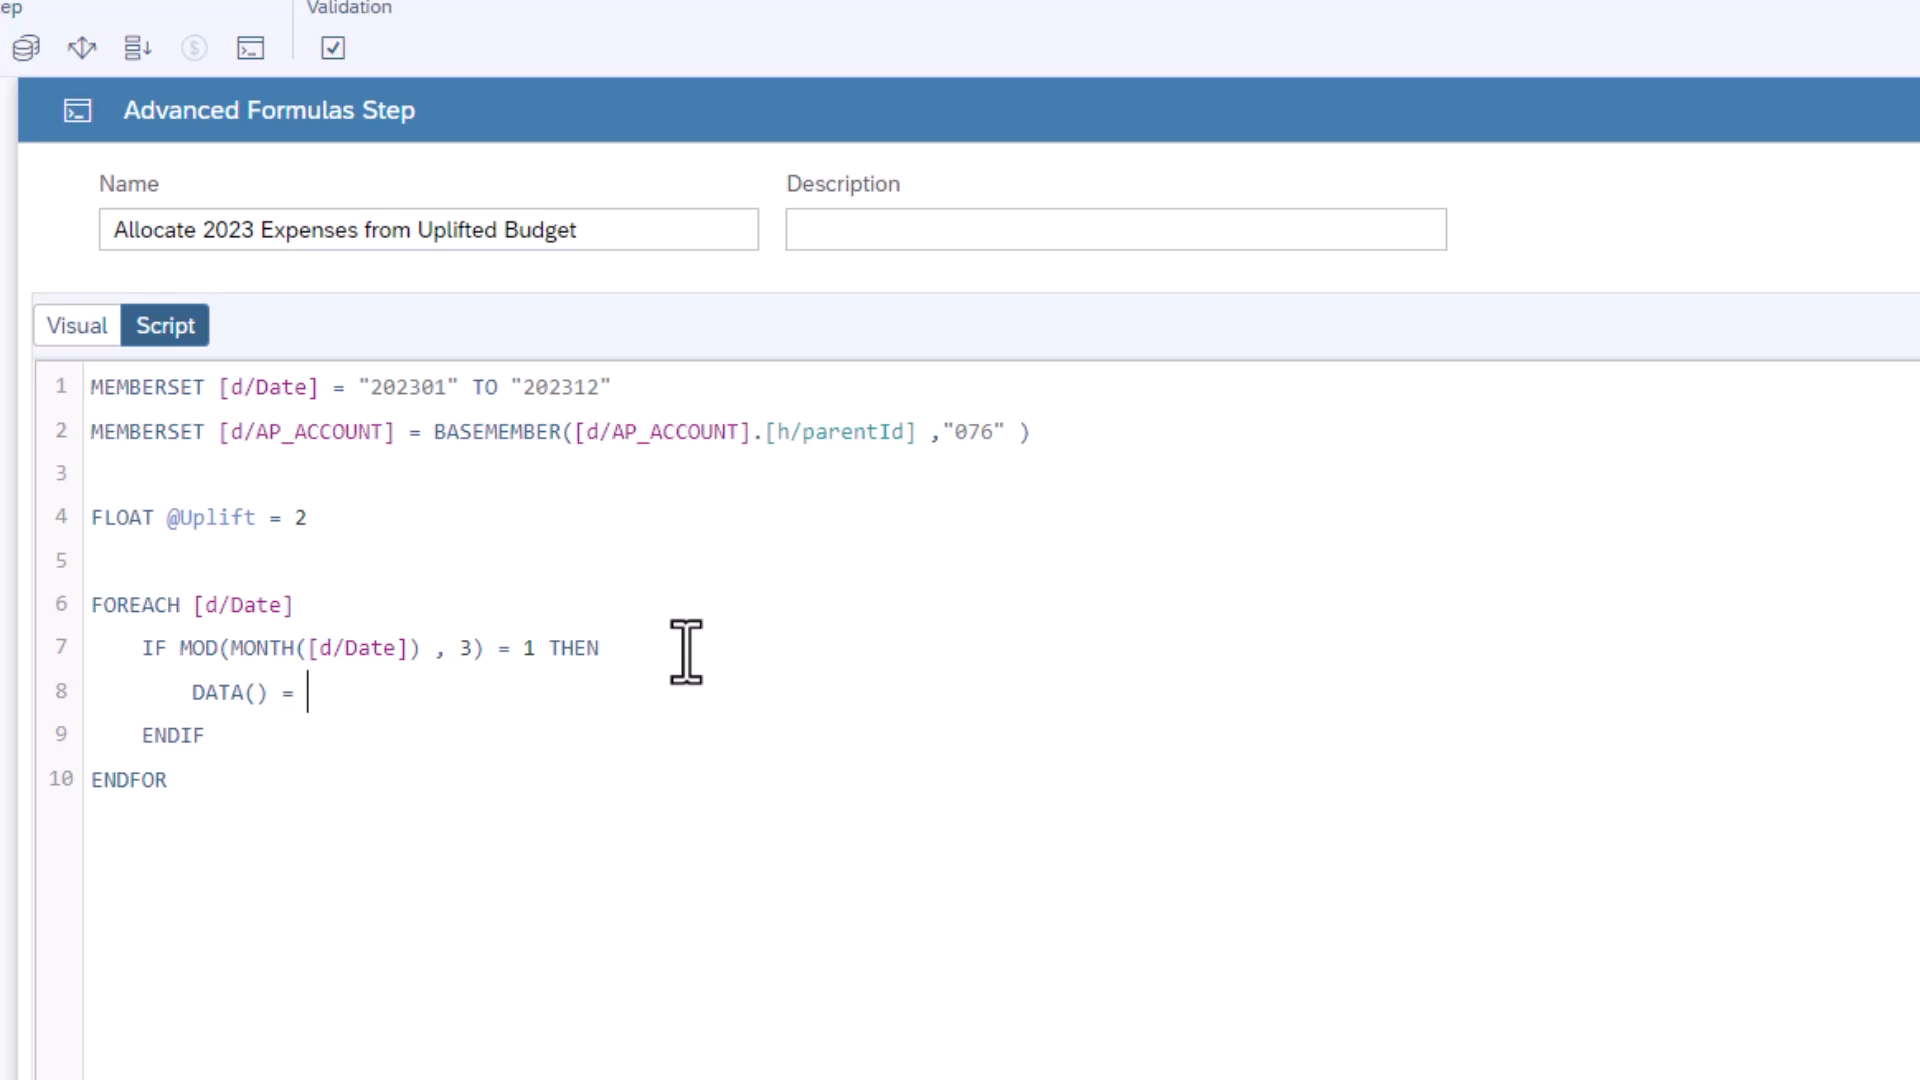 ep
Validation
Advanced Formulas Step
Name
Description
Allocate 2023 Expenses from Uplifted Budget
Visual
Script
1 MEMBERSET [d/Date] = "202301" TO "202312"
2 MEMBERSET [d/AP_ACCOUNT] = BASEMEMBER([d/AP_ACCOUNT].[h/parentId] ,"076" )
3
4 FLOAT @Uplift = 2
5
6 FOREACH [d/Date]
7 IF MOD(MONTH([d/Date]) , 3) = 1 THEN
8 DATA() =
9 ENDIF
10 ENDFOR